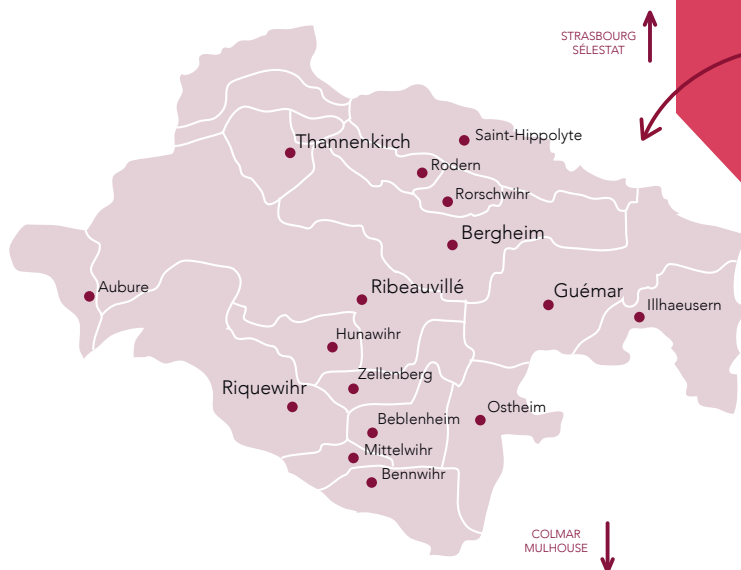 STRASBOURG
SÉLESTAT
Saint-Hippolyte
Thannenkirch
Rodern
Rorschwihr
Bergheim
Aubure
Ribeauvillé
Guémar
Illhaeusern
Hunawihr
Zellenberg
Riquewihr
Beblenheim
Ostheim
Mittelwihr
Bennwihr
COLMAR
MULHOUSE